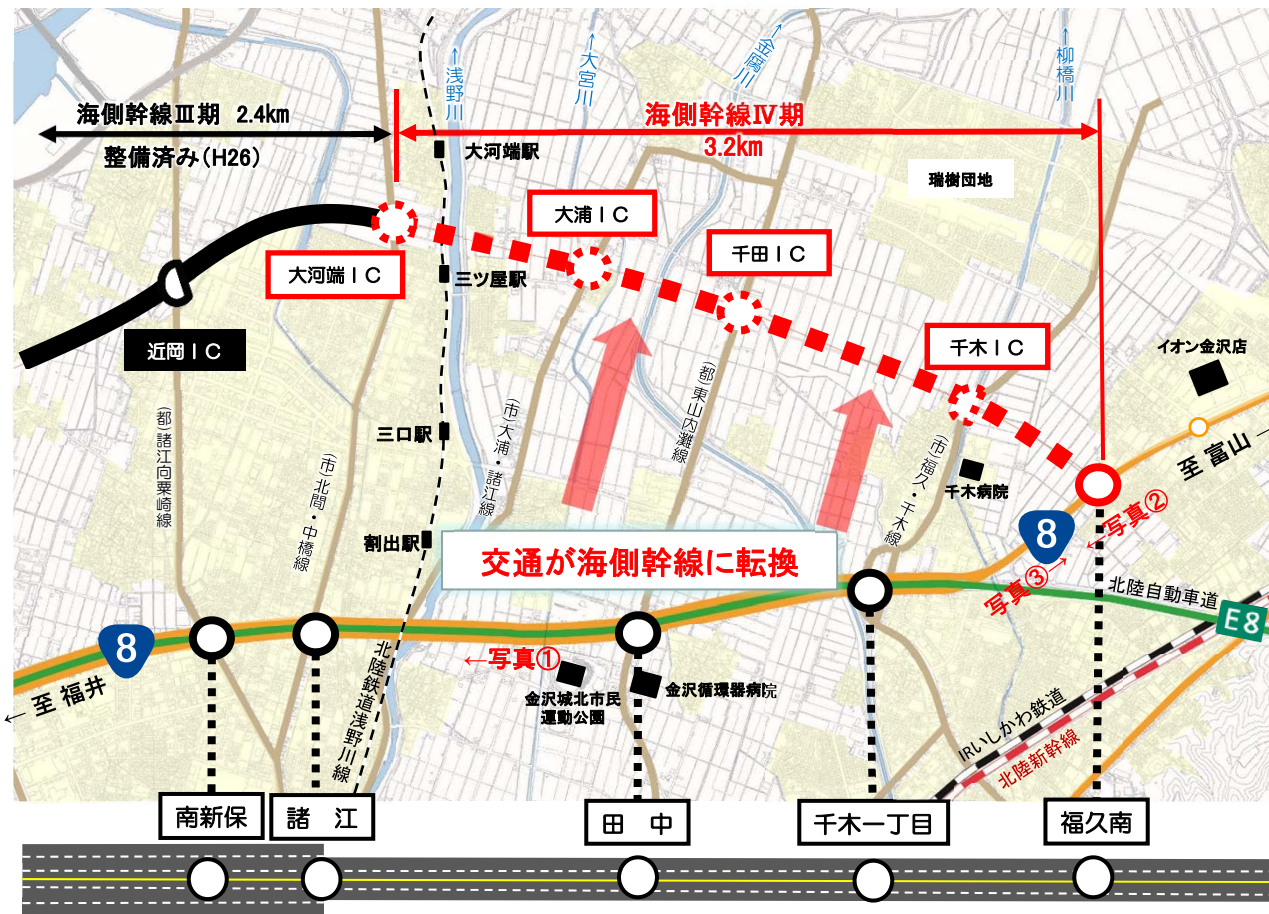 海側幹線Ⅲ期 2.4km
整備済み(H26)
海側幹線Ⅳ期
3.2km
→浅野川
→大宮川
→金腐川
→柳橋川
大河端駅
瑞樹団地
大浦IC
千田IC
大河端IC
三ツ屋駅
近岡IC
千木IC
イオン金沢店
(都)諸江向粟崎線
(市)北間・中橋線
三口駅
(市)大浦・諸江線
(都)東山内灘線
(市)福久・千木線
千木病院
至 富山→
割出駅
交通が海側幹線に転換
8
←写真②
写真③→
北陸自動車道
E8
8
←至 福井
北陸鉄道浅野川線
←写真①
金沢城北市民
運動公園
金沢循環器病院
IRいしかわ鉄道
北陸新幹線
南新保
諸 江
田 中
千木一丁目
福久南